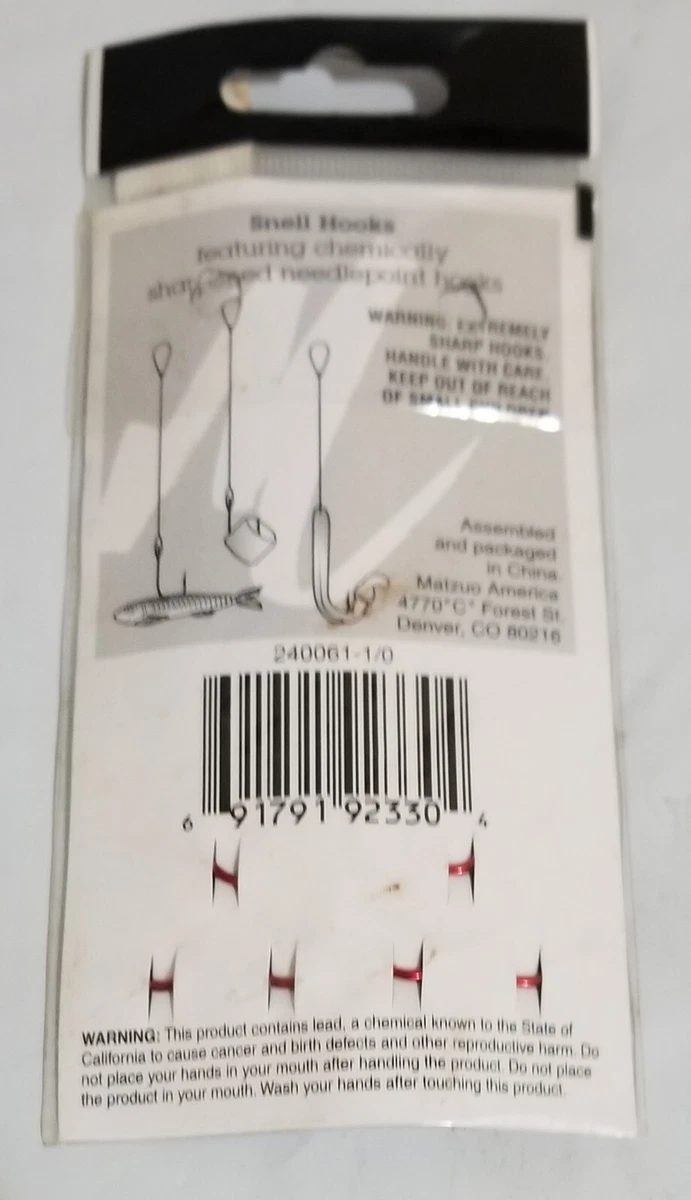 Snell Hooks
featuring chemically
sharpened needlepoint hooks
WARNING: EXTREMELY
SHARP HOOKS.
HANDLE WITH CARE.
KEEP OUT OF REACH
OF SMALL CHILDREN
Assembled
and packaged
in China.
Matzuo America
4770"C" Forest St.
Denver, CO 80216
240061-1/0
6 91791 92330 4
WARNING: This product contains lead, a chemical known to the State of
California to cause cancer and birth defects and other reproductive harm. Do
not place your hands in your mouth after handling the product. Do not place
the product in your mouth. Wash your hands after touching this product.